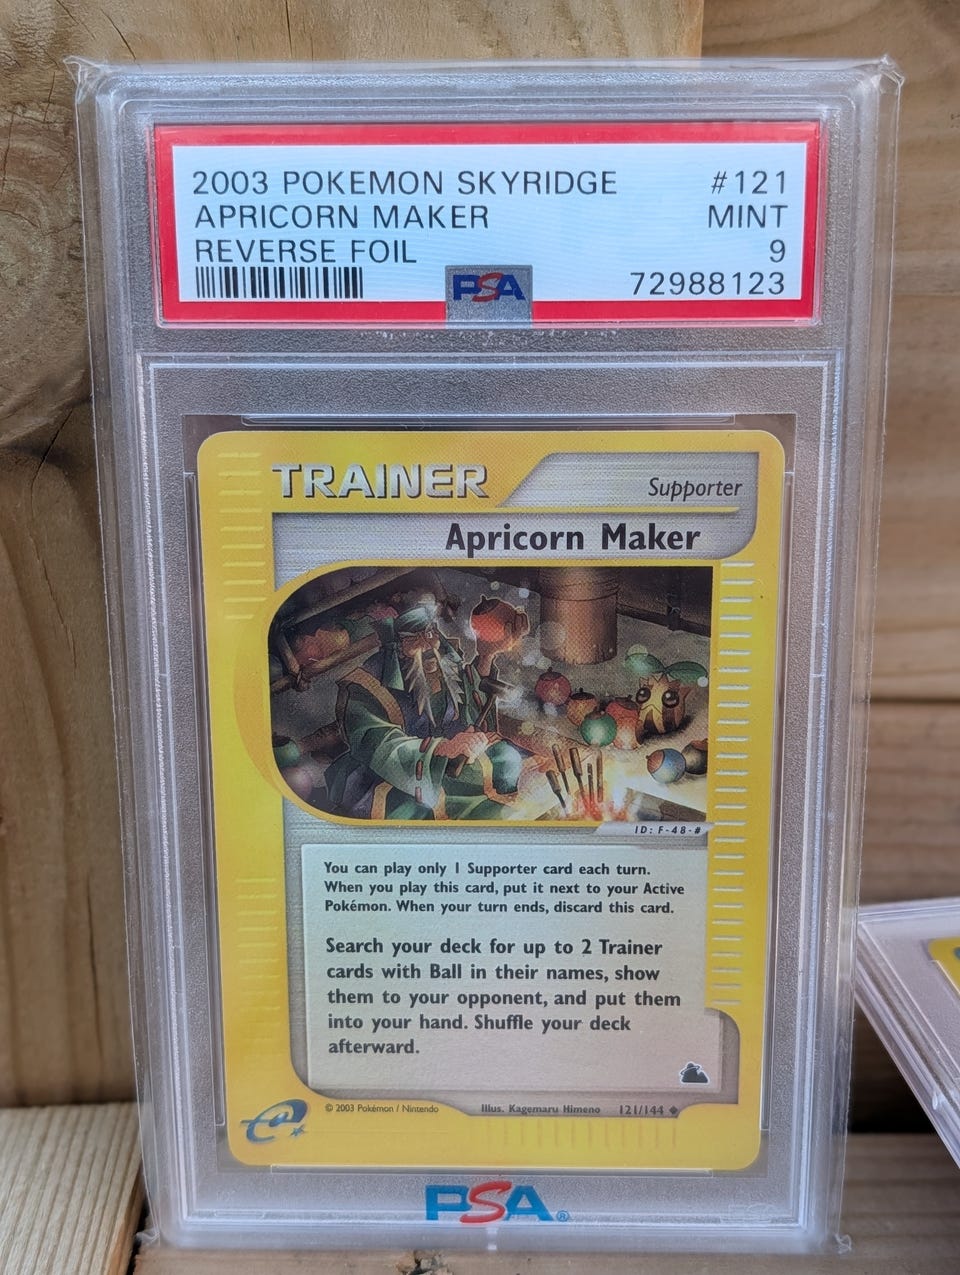 2003 POKEMON SKYRIDGE #121
APRICORN MAKER MINT
REVERSE FOIL 9
PSA 72988123
TRAINER
Supporter
Apricorn Maker
ID: F-48-#
You can play only 1 Supporter card each turn.
When you play this card, put it next to your Active
Pokémon. When your turn ends, discard this card.
Search your deck for up to 2 Trainer
cards with Ball in their names, show
them to your opponent, and put them
into your hand. Shuffle your deck
afterward.
e
© 2003 Pokémon / Nintendo Illus. Kagemaru Himeno 121/144 ◆
PSA®